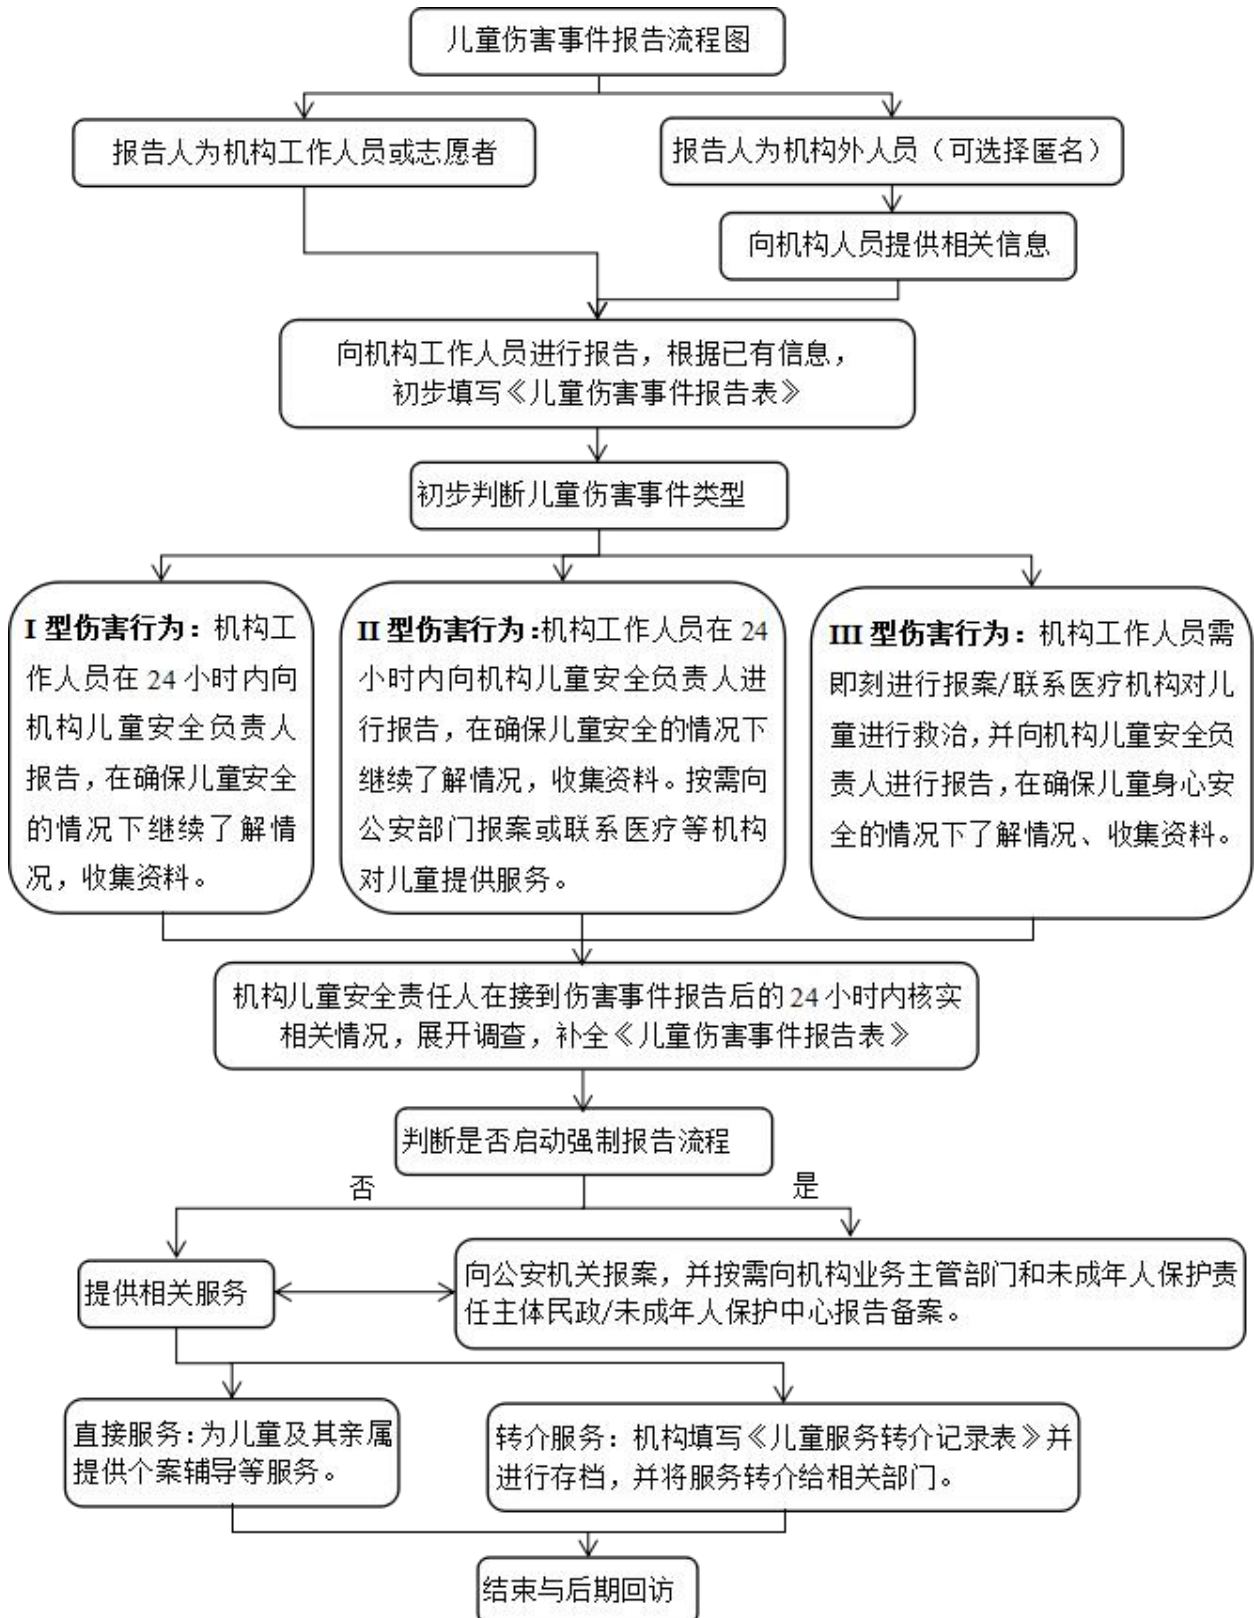 儿童伤害事件报告流程图
报告人为机构工作人员或志愿者
报告人为机构外人员（可选择匿名）
向机构人员提供相关信息
向机构工作人员进行报告，根据已有信息，
初步填写《儿童伤害事件报告表》
初步判断儿童伤害事件类型
I 型伤害行为：机构工
作人员在 24 小时内向
机构儿童安全负责人
报告，在确保儿童安全
的情况下继续了解情
况，收集资料。
II 型伤害行为:机构工作人员在 24
小时内向机构儿童安全负责人进
行报告，在确保儿童安全的情况下
继续了解情况，收集资料。按需向
公安部门报案或联系医疗等机构
对儿童提供服务。
III 型伤害行为：机构工作人员需
即刻进行报案/联系医疗机构对儿
童进行救治，并向机构儿童安全负
责人进行报告，在确保儿童身心安
全的情况下了解情况、收集资料。
机构儿童安全责任人在接到伤害事件报告后的 24 小时内核实
相关情况，展开调查，补全《儿童伤害事件报告表》
判断是否启动强制报告流程
否
是
提供相关服务
向公安机关报案，并按需向机构业务主管部门和未成年人保护责
任主体民政/未成年人保护中心报告备案。
直接服务:为儿童及其亲属
提供个案辅导等服务。
转介服务：机构填写《儿童服务转介记录表》并
进行存档，并将服务转介给相关部门。
结束与后期回访